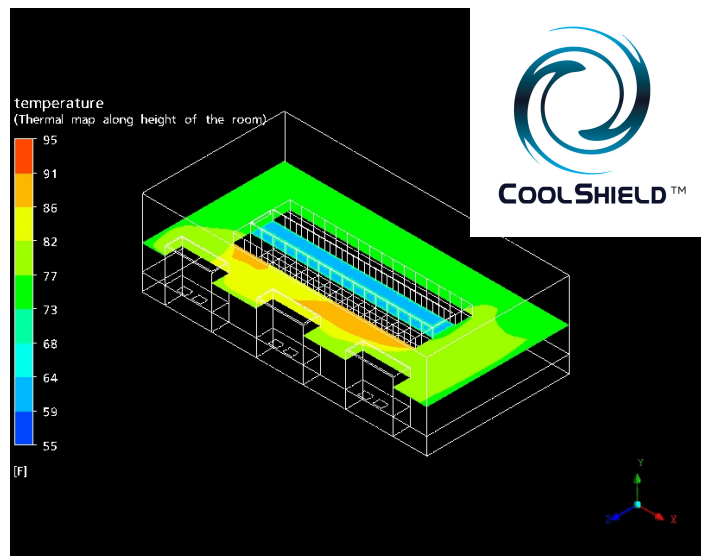 COOLSHIELD™
temperature
(Thermal map along height of the room)
95
91
86
82
77
73
68
64
59
55
[F]
Y
Z
X